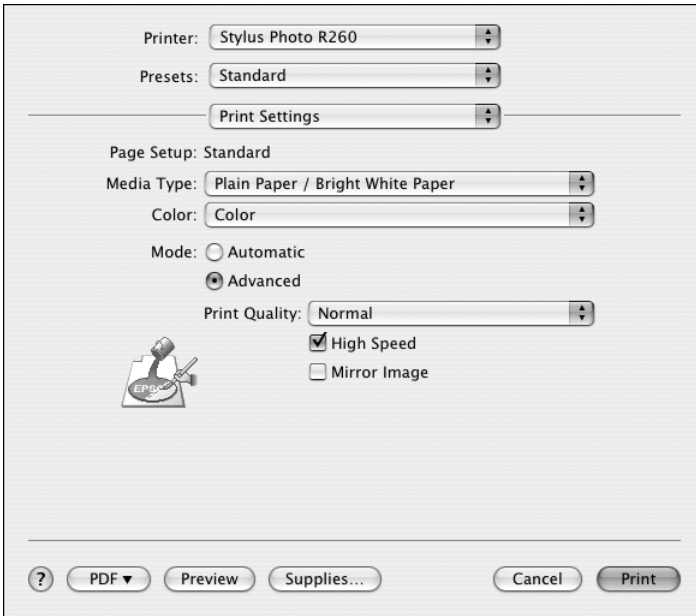 Printer: Stylus Photo R260
Presets: Standard
Print Settings
Page Setup: Standard
Media Type: Plain Paper / Bright White Paper
Color: Color
Mode: Automatic
Advanced
Print Quality: Normal
High Speed
Mirror Image
EPSO
? PDF▼ Preview Supplies... Cancel Print